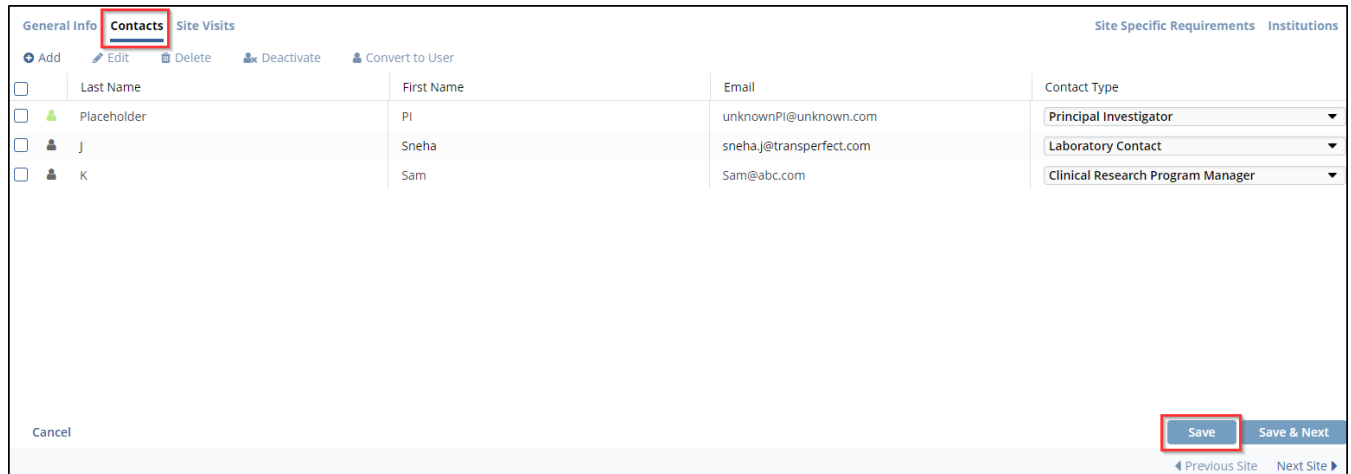 General Info Contacts Site Visits Site Specific Requirements Institutions
Add Edit Delete Deactivate Convert to User
Last Name First Name Email Contact Type
Placeholder PI unknownPI@unknown.com Principal Investigator
J Sneha sneha.j@transperfect.com Laboratory Contact
K Sam Sam@abc.com Clinical Research Program Manager
Cancel Save Save & Next
Previous Site Next Site